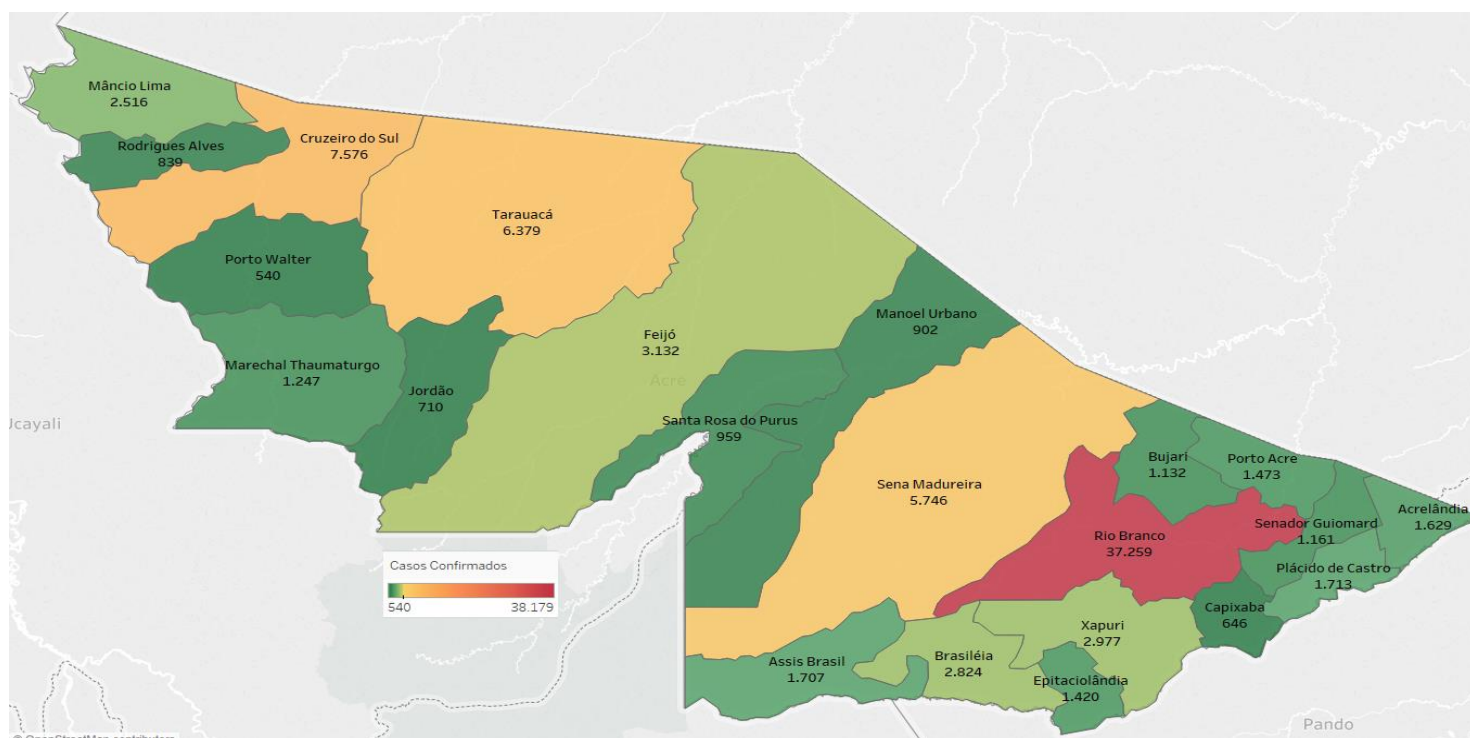 Mâncio Lima
2.516
Rodrigues Alves
839
Cruzeiro do Sul
7.576
Tarauacá
6.379
Porto Walter
540
Marechal Thaumaturgo
1.247
Jordão
710
Feijó
3.132
Acre
Manoel Urbano
902
Santa Rosa do Purus
959
Sena Madureira
5.746
Bujari
1.132
Porto Acre
1.473
Rio Branco
37.259
Senador Guiomard
1.161
Acrelândia
1.629
Plácido de Castro
1.713
Capixaba
646
Xapuri
2.977
Assis Brasil
1.707
Brasiléia
2.824
Epitaciolândia
1.420
Ucayali
Casos Confirmados
540
38.179
Pando
© OpenStreetMap contributors